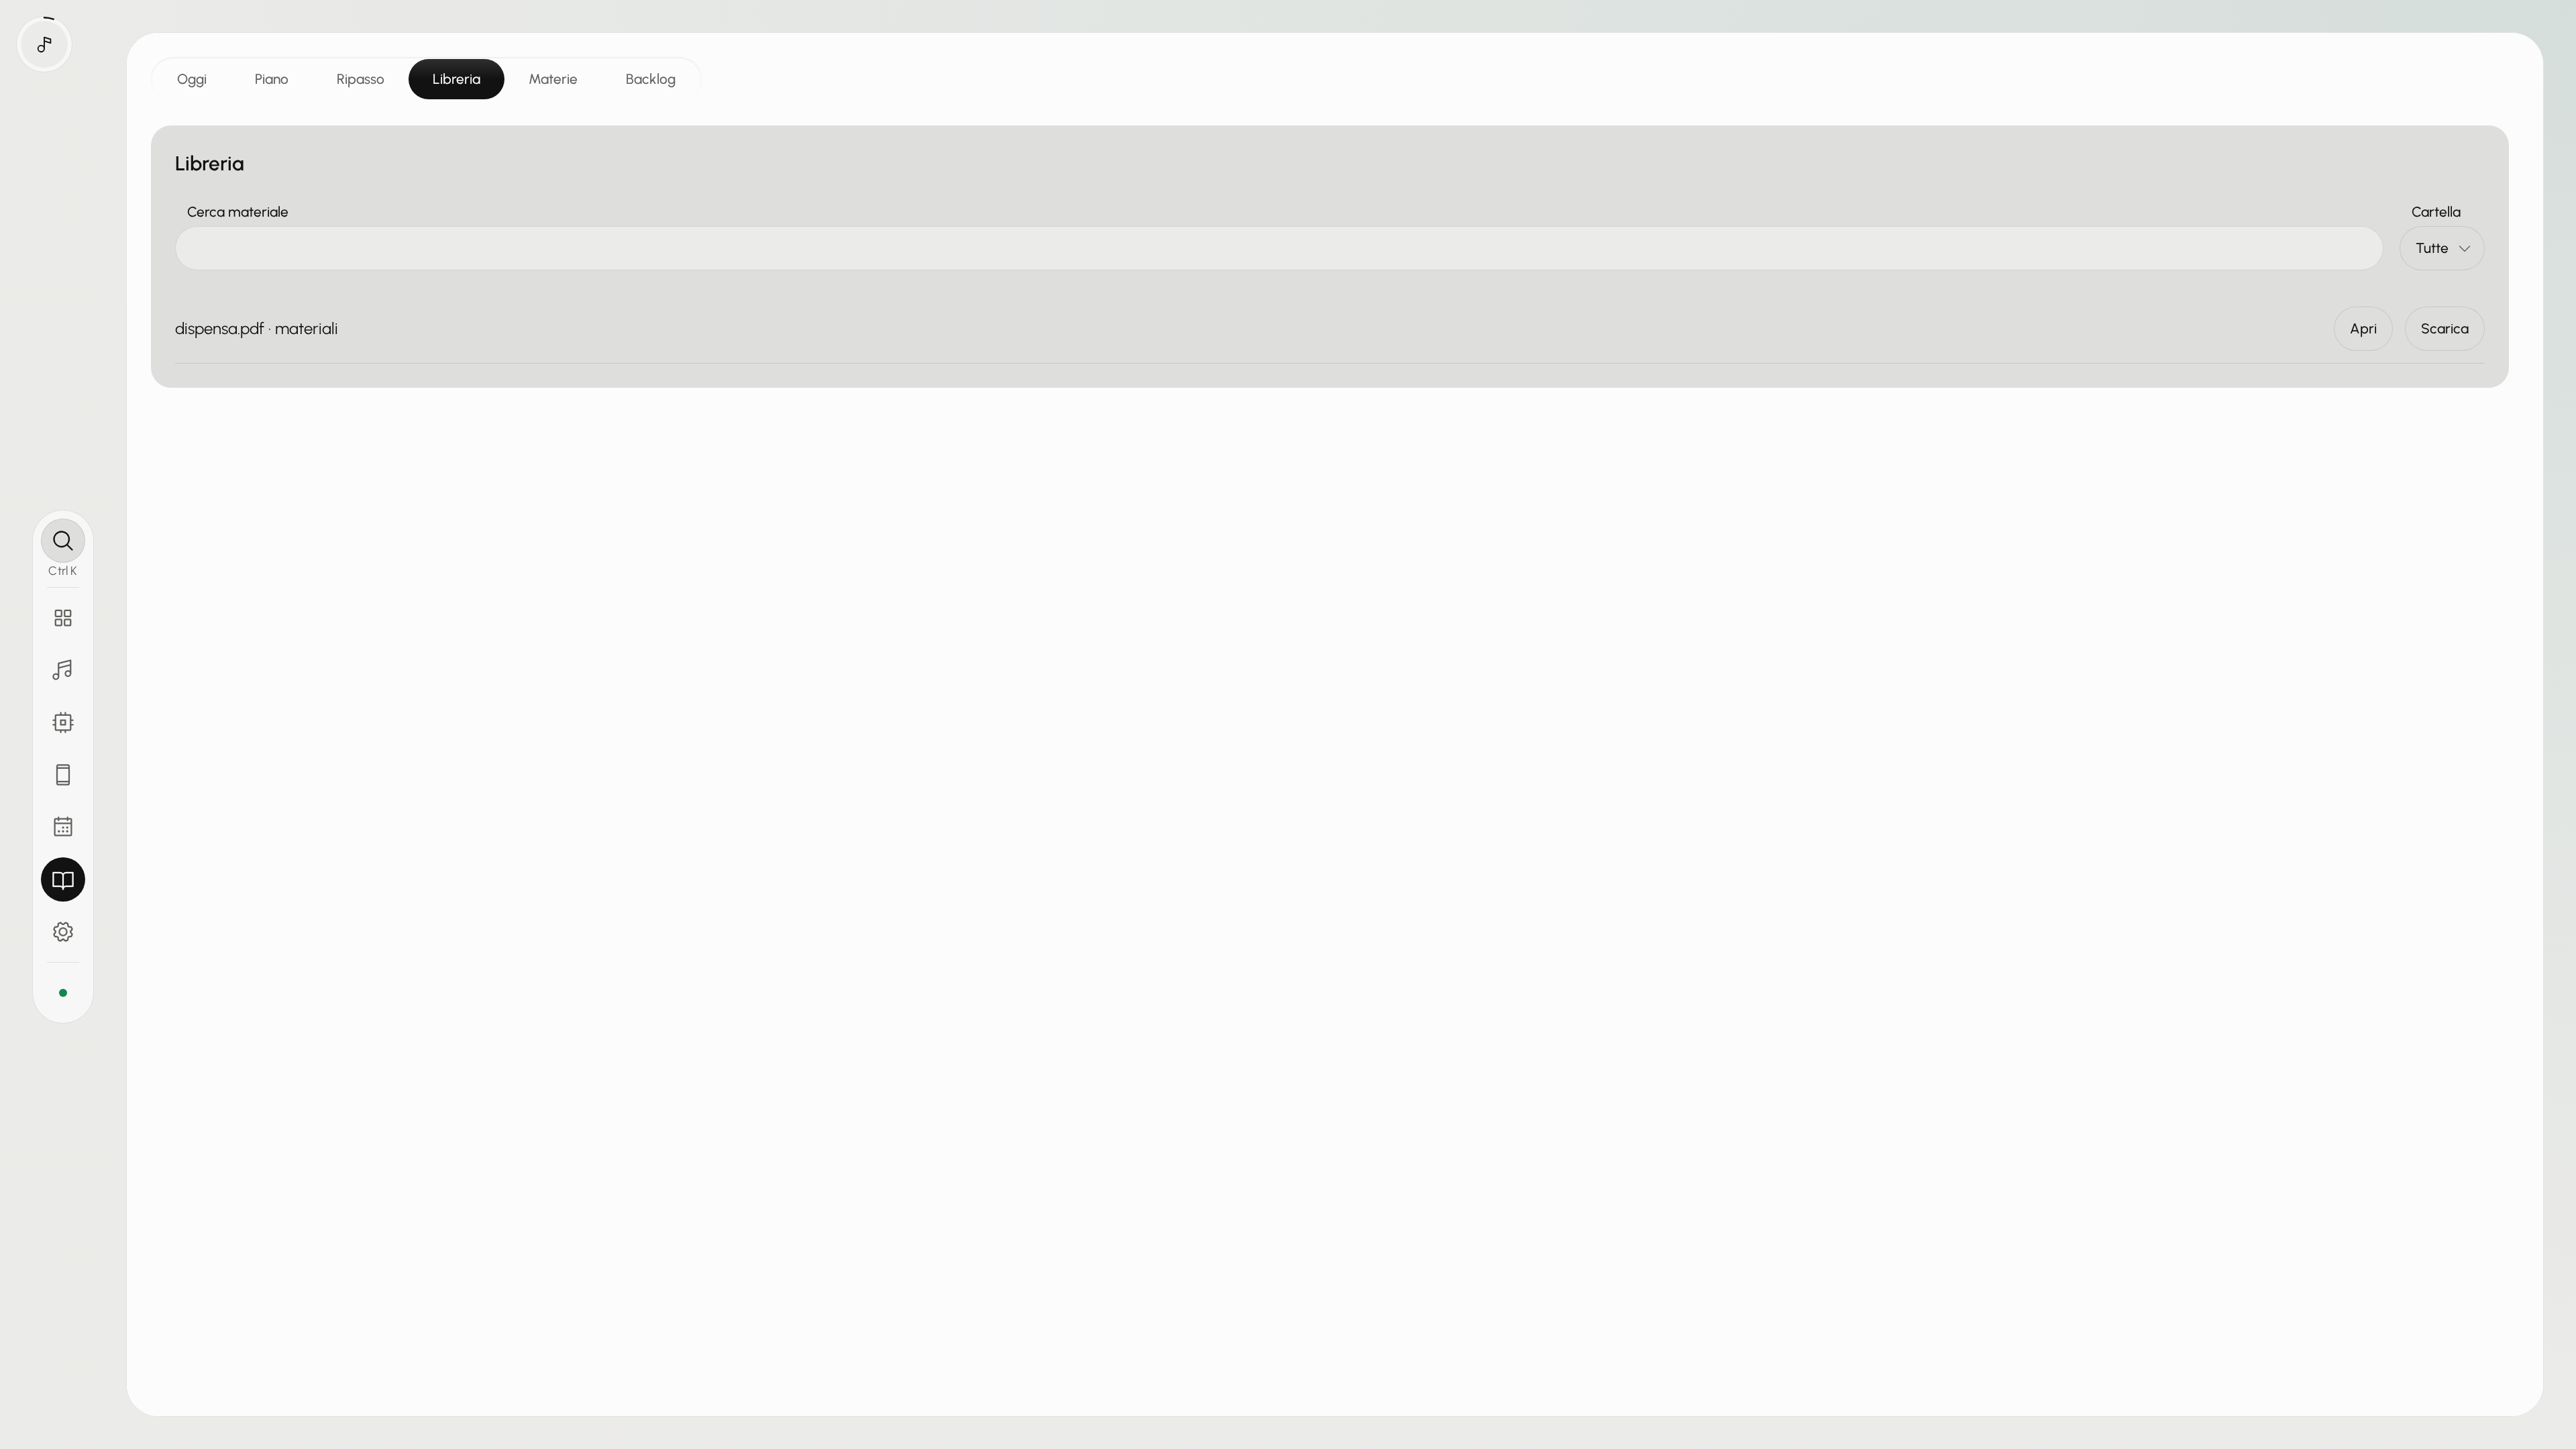 Oggi Piano Ripasso Libreria Materie Backlog
Libreria
Cerca materiale Cartella
Tutte
dispensa.pdf · materiali Apri Scarica
Ctrl K